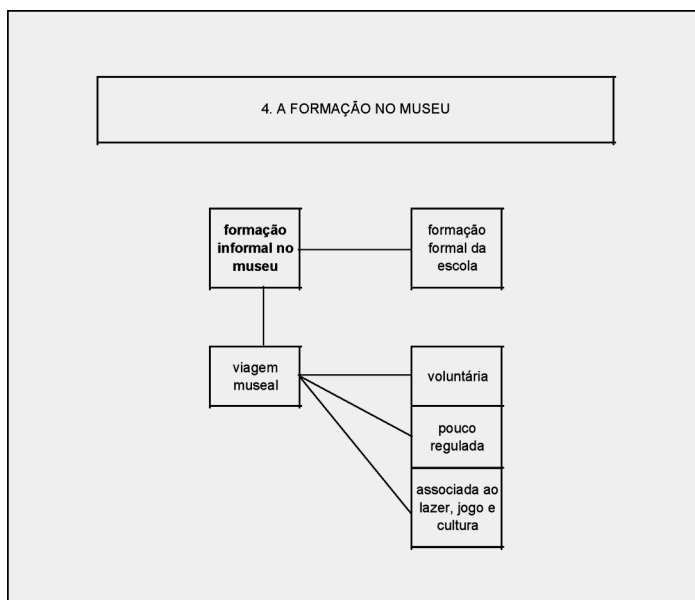 4. A FORMAÇÃO NO MUSEU
formação
informal no
museu
formação
formal da
escola
viagem
museal
voluntária
pouco
regulada
associada ao
lazer, jogo e
cultura